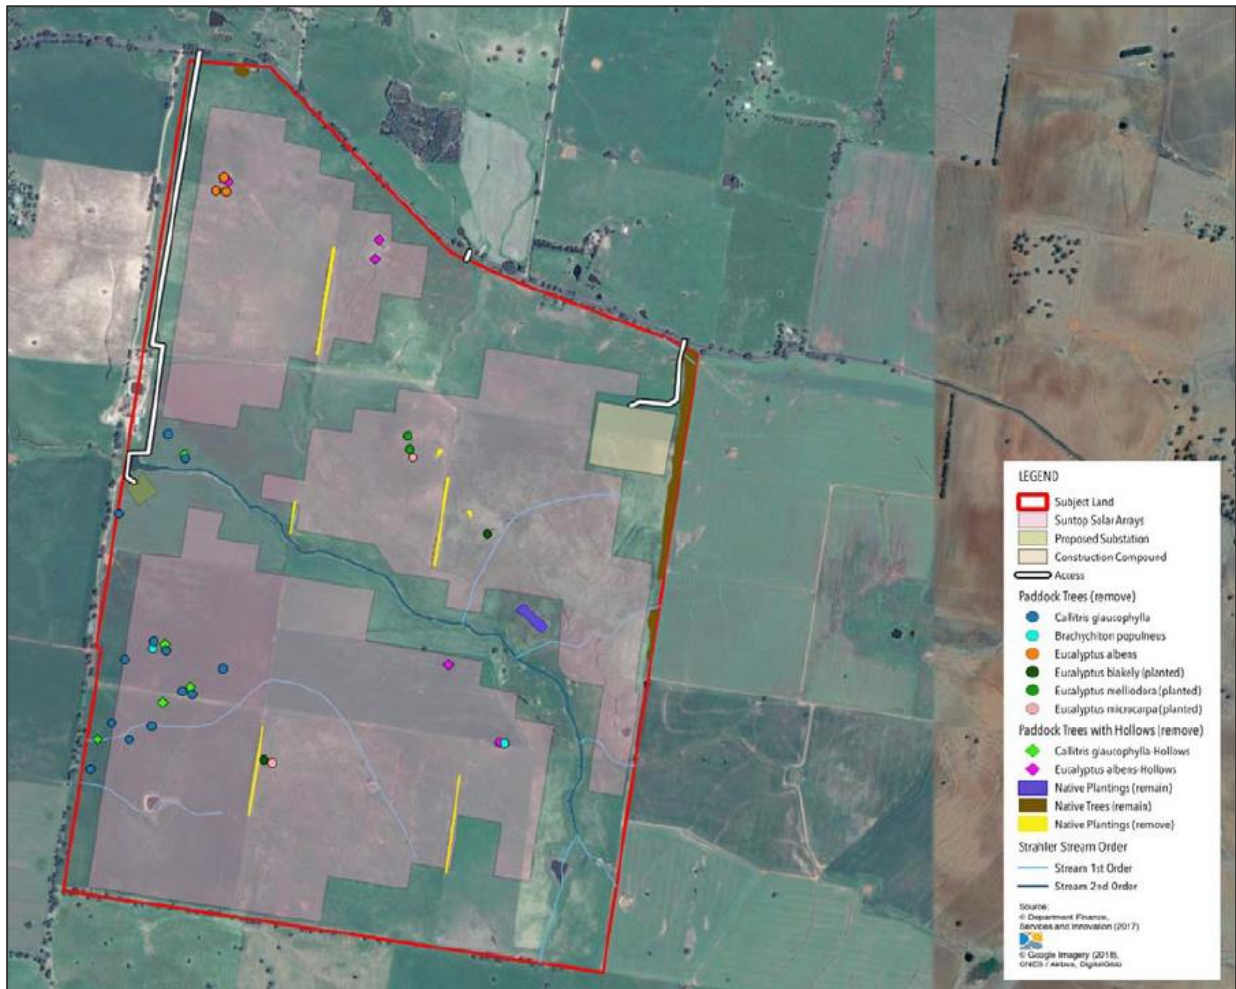 LEGEND
Subject Land
Suntop Solar Arrays
Proposed Substation
Construction Compound
Access
Paddock Trees (remove)
Callitris glaucophylla
Brachychiton populneus
Eucalyptus albens
Eucalyptus blakely (planted)
Eucalyptus melliodora (planted)
Eucalyptus microcarpa (planted)
Paddock Trees with Hollows (remove)
Callitris glaucophylla-Hollows
Eucalyptus albens-Hollows
Native Plantings (remain)
Native Trees (remain)
Native Plantings (remove)
Strahler Stream Order
Stream 1st Order
Stream 2nd Order
Source:
© Department Finance,
Services and Innovation (2017)
© Google Imagery (2018),
CNES / Airbus, DigitalGlob